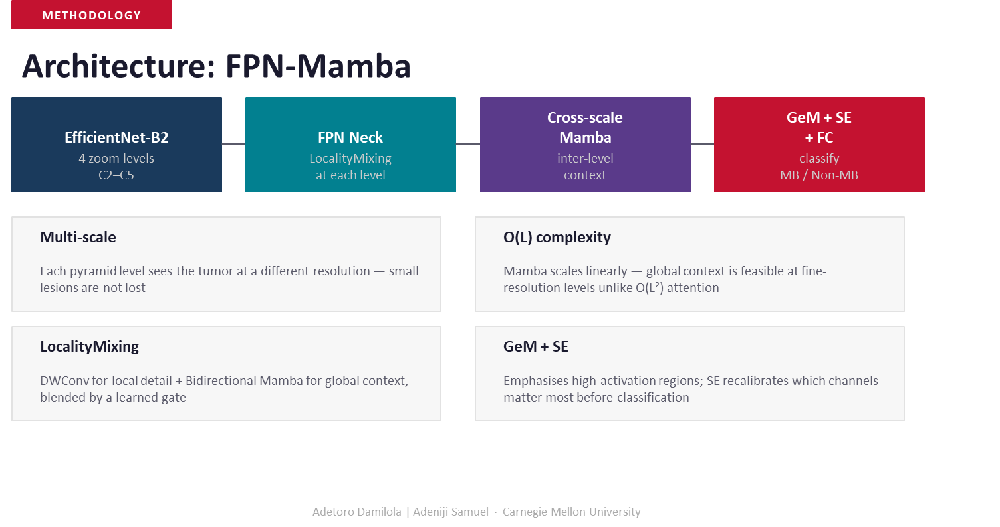 METHODOLOGY
Architecture: FPN-Mamba
EfficientNet-B2
4 zoom levels
C2–C5
FPN Neck
LocalityMixing
at each level
Cross-scale
Mamba
inter-level
context
GeM + SE
+ FC
classify
MB / Non-MB
Multi-scale
Each pyramid level sees the tumor at a different resolution — small
lesions are not lost
O(L) complexity
Mamba scales linearly — global context is feasible at fine-
resolution levels unlike O(L²) attention
LocalityMixing
DWConv for local detail + Bidirectional Mamba for global context,
blended by a learned gate
GeM + SE
Emphasises high-activation regions; SE recalibrates which channels
matter most before classification
Adetoro Damilola | Adeniji Samuel · Carnegie Mellon University